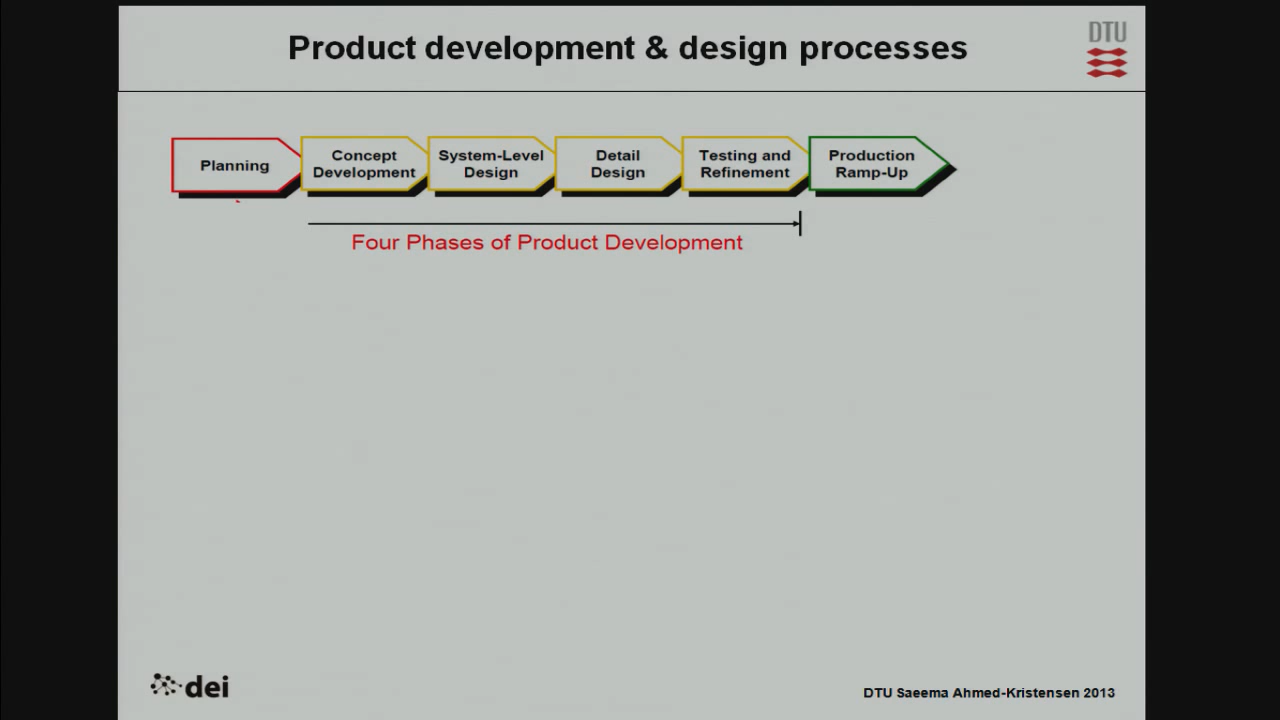 Product development & design processes
DTU
Planning
Concept
Development
System-Level
Design
Detail
Design
Testing and
Refinement
Production
Ramp-Up
Four Phases of Product Development
dei
DTU Saeema Ahmed-Kristensen 2013